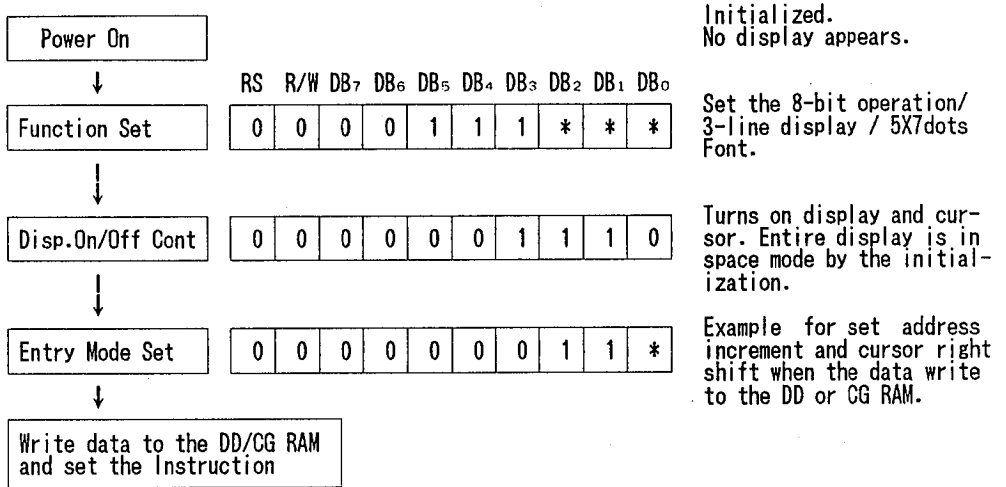 Power On
Initialized.
No display appears.
↓
RS R/W DB₇ DB₆ DB₅ DB₄ DB₃ DB₂ DB₁ DB₀
Function Set 0 0 0 0 1 1 1 * * *
Set the 8-bit operation/
3-line display / 5X7dots
Font.
↓
Disp.On/Off Cont 0 0 0 0 0 0 1 1 1 0
Turns on display and cur-
sor. Entire display is in
space mode by the initial-
ization.
↓
Entry Mode Set 0 0 0 0 0 0 0 1 1 *
Example for set address
increment and cursor right
shift when the data write
to the DD or CG RAM.
↓
Write data to the DD/CG RAM
and set the Instruction